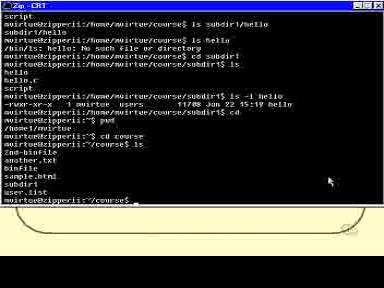 Zip - CRT
script
mvirtue@zipperii:/home/mvirtue/course$ ls subdir1/hello
subdir1/hello
mvirtue@zipperii:/home/mvirtue/course$ ls hello
/bin/ls: hello: No such file or directory
mvirtue@zipperii:/home/mvirtue/course$ cd subdir1
mvirtue@zipperii:/home/mvirtue/course/subdir1$ ls
hello
hello.c
script
mvirtue@zipperii:/home/mvirtue/course/subdir1$ ls -l hello
-rwxr-xr-x 1 mvirtue users 11708 Jan 22 15:19 hello
mvirtue@zipperii:/home/mvirtue/course/subdir1$ cd
mvirtue@zipperii:~$ pwd
/home1/mvirtue
mvirtue@zipperii:~$ cd course
mvirtue@zipperii:~/course$ ls
2nd-binfile
another.txt
binfile
sample.html
subdir1
user.list
mvirtue@zipperii:~/course$